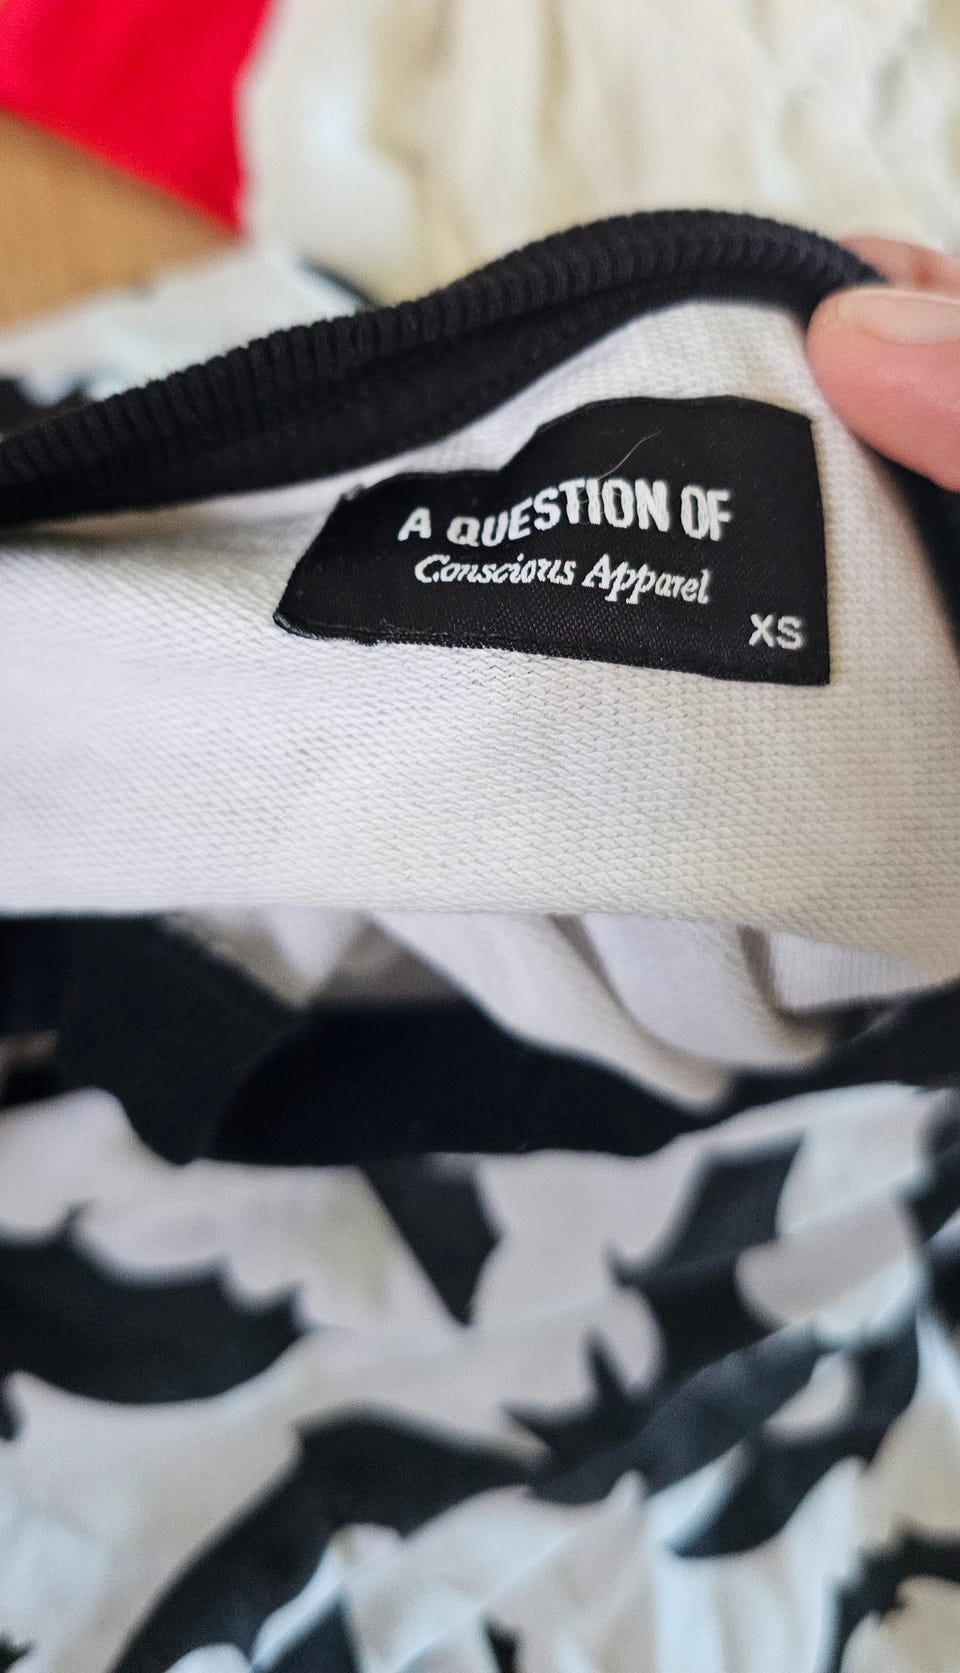 A QUESTION OF
Conscious Apparel
XS